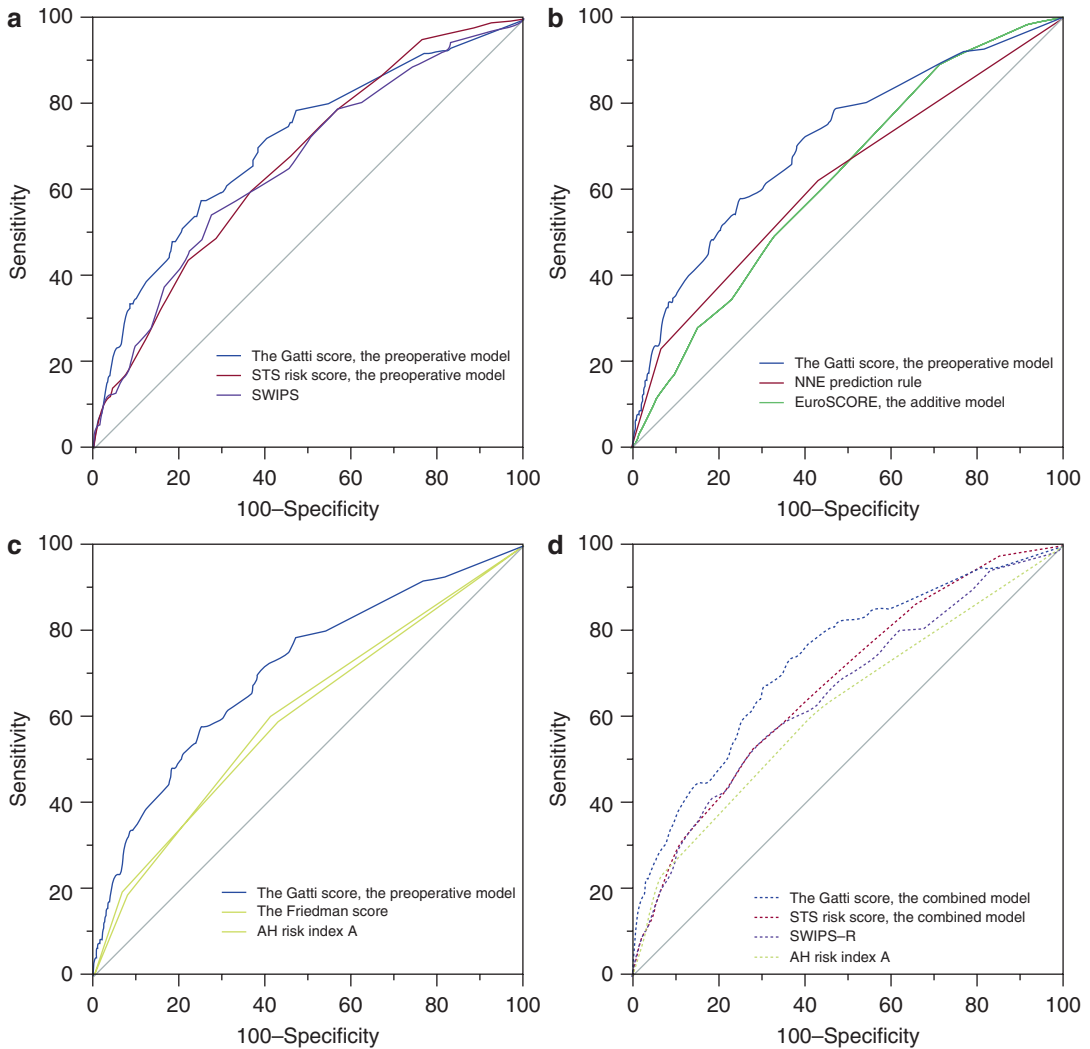 a
100
80
60
40
20
0
Sensitivity
The Gatti score, the preoperative model
STS risk score, the preoperative model
SWIPS
0 20 40 60 80 100
100–Specificity
b
100
80
60
40
20
0
Sensitivity
The Gatti score, the preoperative model
NNE prediction rule
EuroSCORE, the additive model
0 20 40 60 80 100
100–Specificity
c
100
80
60
40
20
0
Sensitivity
The Gatti score, the preoperative model
The Friedman score
AH risk index A
0 20 40 60 80 100
100–Specificity
d
100
80
60
40
20
0
Sensitivity
The Gatti score, the combined model
STS risk score, the combined model
SWIPS–R
AH risk index A
0 20 40 60 80 100
100–Specificity